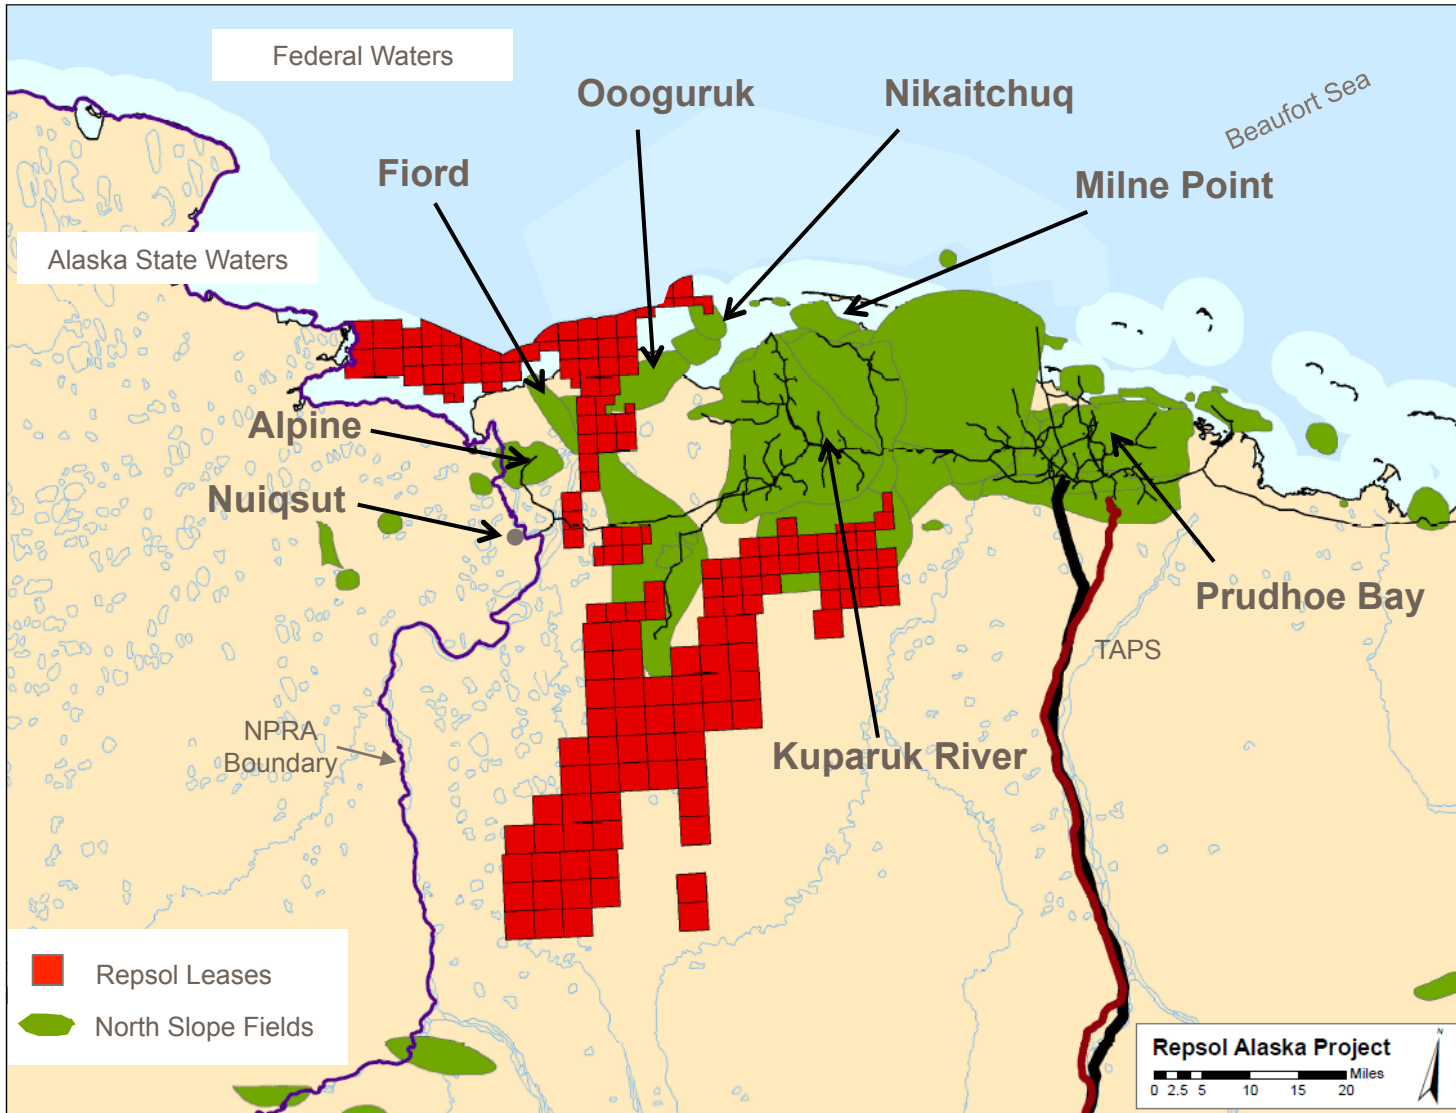 Federal Waters
Oooguruk
Nikaitchuq
Beaufort Sea
Fiord
Milne Point
Alaska State Waters
Alpine
Nuiqsut
Prudhoe Bay
TAPS
NPRA
Boundary
Kuparuk River
Repsol Leases
North Slope Fields
Repsol Alaska Project
N
Miles
0 2.5 5 10 15 20